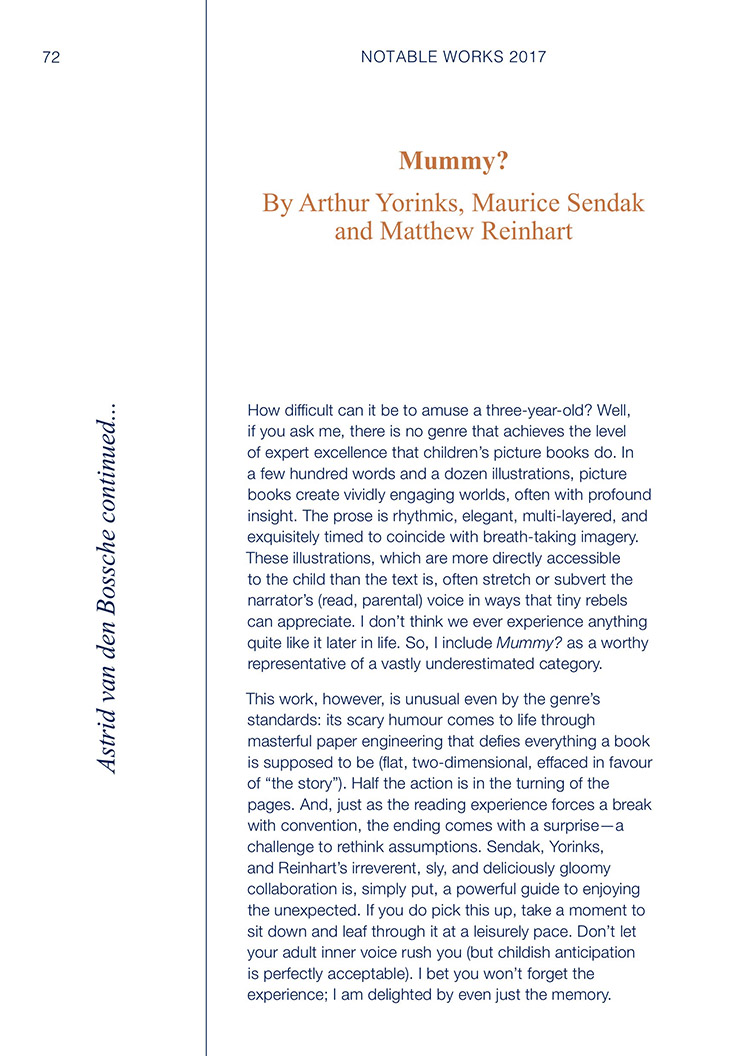 72
NOTABLE WORKS 2017
Mummy?
By Arthur Yorinks, Maurice Sendak
and Matthew Reinhart
Astrid van den Bossche continued...
How difficult can it be to amuse a three-year-old? Well,
if you ask me, there is no genre that achieves the level
of expert excellence that children’s picture books do. In
a few hundred words and a dozen illustrations, picture
books create vividly engaging worlds, often with profound
insight. The prose is rhythmic, elegant, multi-layered, and
exquisitely timed to coincide with breath-taking imagery.
These illustrations, which are more directly accessible
to the child than the text is, often stretch or subvert the
narrator’s (read, parental) voice in ways that tiny rebels
can appreciate. I don’t think we ever experience anything
quite like it later in life. So, I include Mummy? as a worthy
representative of a vastly underestimated category.
This work, however, is unusual even by the genre’s
standards: its scary humour comes to life through
masterful paper engineering that defies everything a book
is supposed to be (flat, two-dimensional, effaced in favour
of “the story”). Half the action is in the turning of the
pages. And, just as the reading experience forces a break
with convention, the ending comes with a surprise—a
challenge to rethink assumptions. Sendak, Yorinks,
and Reinhart’s irreverent, sly, and deliciously gloomy
collaboration is, simply put, a powerful guide to enjoying
the unexpected. If you do pick this up, take a moment to
sit down and leaf through it at a leisurely pace. Don’t let
your adult inner voice rush you (but childish anticipation
is perfectly acceptable). I bet you won’t forget the
experience; I am delighted by even just the memory.